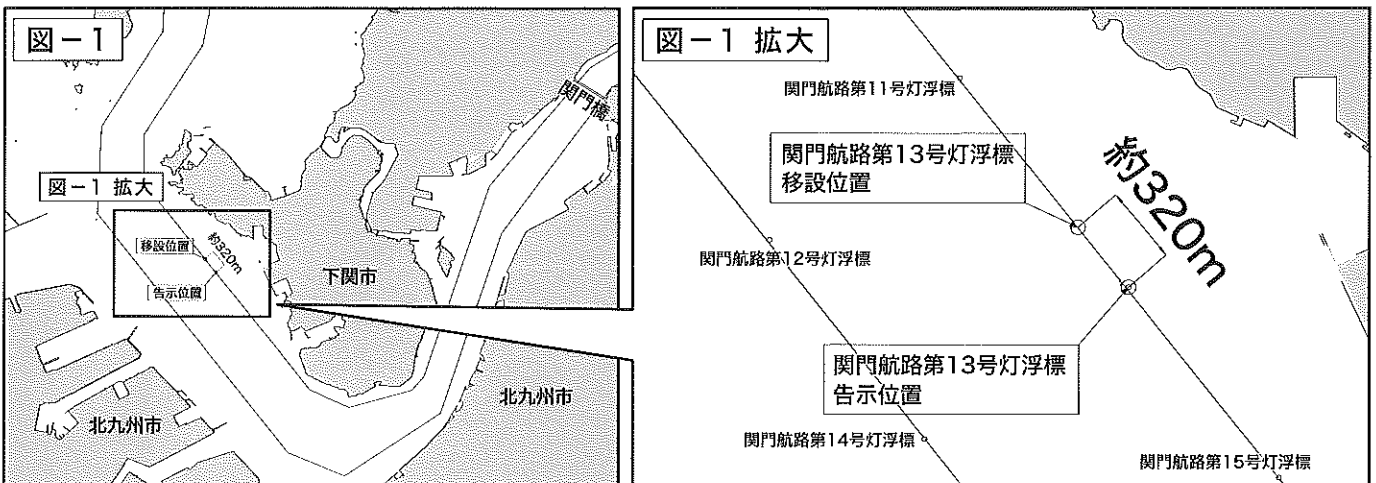 図－1
関門橋
図－1 拡大
移設位置
約320m
告示位置
下関市
北九州市
北九州市
図－1 拡大
関門航路第11号灯浮標
関門航路第13号灯浮標
移設位置
約320m
関門航路第12号灯浮標
関門航路第13号灯浮標
告示位置
関門航路第14号灯浮標
関門航路第15号灯浮標